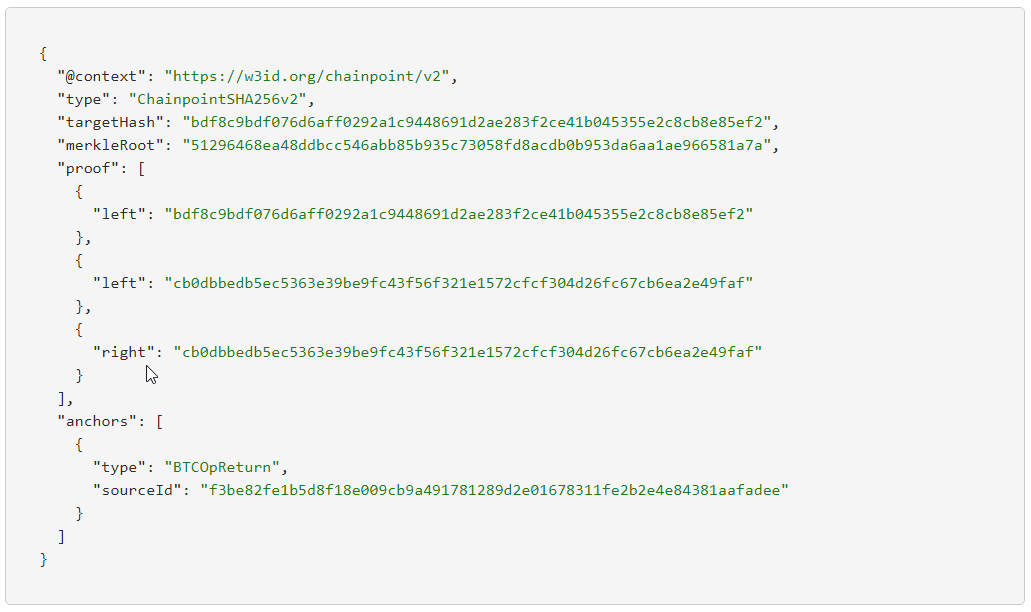 {
"@context": "https://w3id.org/chainpoint/v2",
"type": "ChainpointSHA256v2",
"targetHash": "bdf8c9bdf076d6aff0292a1c9448691d2ae283f2ce41b045355e2c8cb8e85ef2",
"merkleRoot": "51296468ea48ddbcc546abb85b935c73058fd8acdb0b953da6aa1ae966581a7a",
"proof": [
{
"left": "bdf8c9bdf076d6aff0292a1c9448691d2ae283f2ce41b045355e2c8cb8e85ef2"
},
{
"left": "cb0dbbedb5ec5363e39be9fc43f56f321e1572cfcf304d26fc67cb6ea2e49faf"
},
{
"right": "cb0dbbedb5ec5363e39be9fc43f56f321e1572cfcf304d26fc67cb6ea2e49faf"
}
],
"anchors": [
{
"type": "BTCOpReturn",
"sourceId": "f3be82fe1b5d8f18e009cb9a491781289d2e01678311fe2b2e4e84381aafadee"
}
]
}